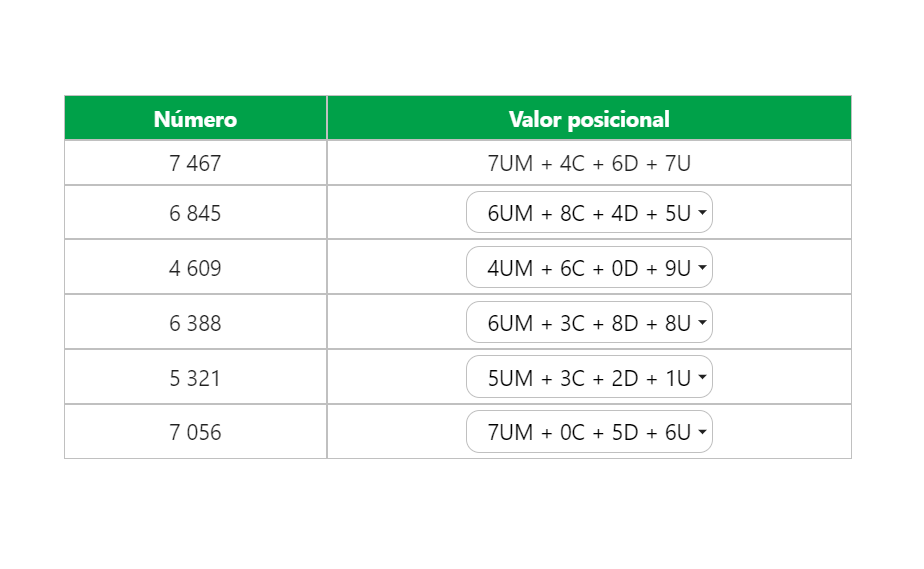 Número Valor posicional
7 467 7UM + 4C + 6D + 7U
6 845 6UM + 8C + 4D + 5U
4 609 4UM + 6C + 0D + 9U
6 388 6UM + 3C + 8D + 8U
5 321 5UM + 3C + 2D + 1U
7 056 7UM + 0C + 5D + 6U